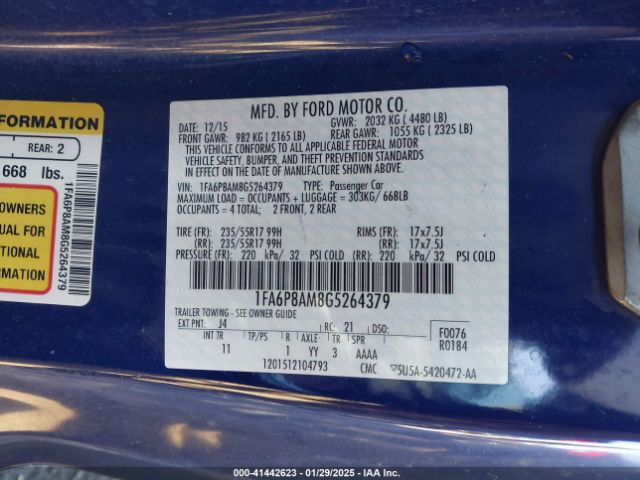 FORMATION
REAR: 2
668 lbs.
OWNERS
UAL FOR
TIONAL
RMATION
1FA6P8AM8G5264379
MFD. BY FORD MOTOR CO.
DATE: 12/15 GVWR: 2032 KG ( 4480 LB)
FRONT GAWR: 982 KG ( 2165 LB) REAR GAWR: 1055 KG ( 2325 LB)
THIS VEHICLE CONFORMS TO ALL APPLICABLE FEDERAL MOTOR
VEHICLE SAFETY, BUMPER, AND THEFT PREVENTION STANDARDS
IN EFFECT ON THE DATE OF MANUFACTURE SHOWN ABOVE.
VIN: 1FA6P8AM8G5264379 TYPE: Passenger Car
MAXIMUM LOAD = OCCUPANTS + LUGGAGE = 303KG/ 668LB
OCCUPANTS = 4 TOTAL; 2 FRONT, 2 REAR
TIRE (FR): 235/55R17 99H RIMS (FR): 17x7.5J
(RR): 235/55R17 99H (RR): 17x7.5J
PRESSURE (FR): 220 kPa/ 32 PSI COLD (RR): 220 kPa/ 32 PSI COLD
1FA6P8AM8G5264379
TRAILER TOWING - SEE OWNER GUIDE
EXT PNT: J4 RC: 21 DSO: F0076
INT TR TP/PS R AXLE TR SPR R0184
11 1 YY 3 AAAA
1201512104793 CMC 5U5A-5420472-AA
000-41442623 - 01/29/2025 - IAAI.com